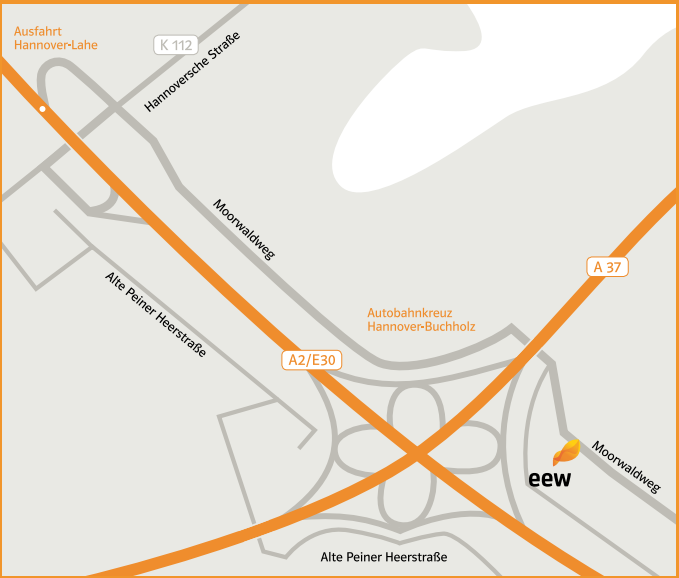 Ausfahrt
Hannover-Lahe
K 112
Hannoversche Straße
Moorwaldweg
A 37
Alte Peiner Heerstraße
Autobahnkreuz
Hannover-Buchholz
A2/E30
Moorwaldweg
eew
Alte Peiner Heerstraße